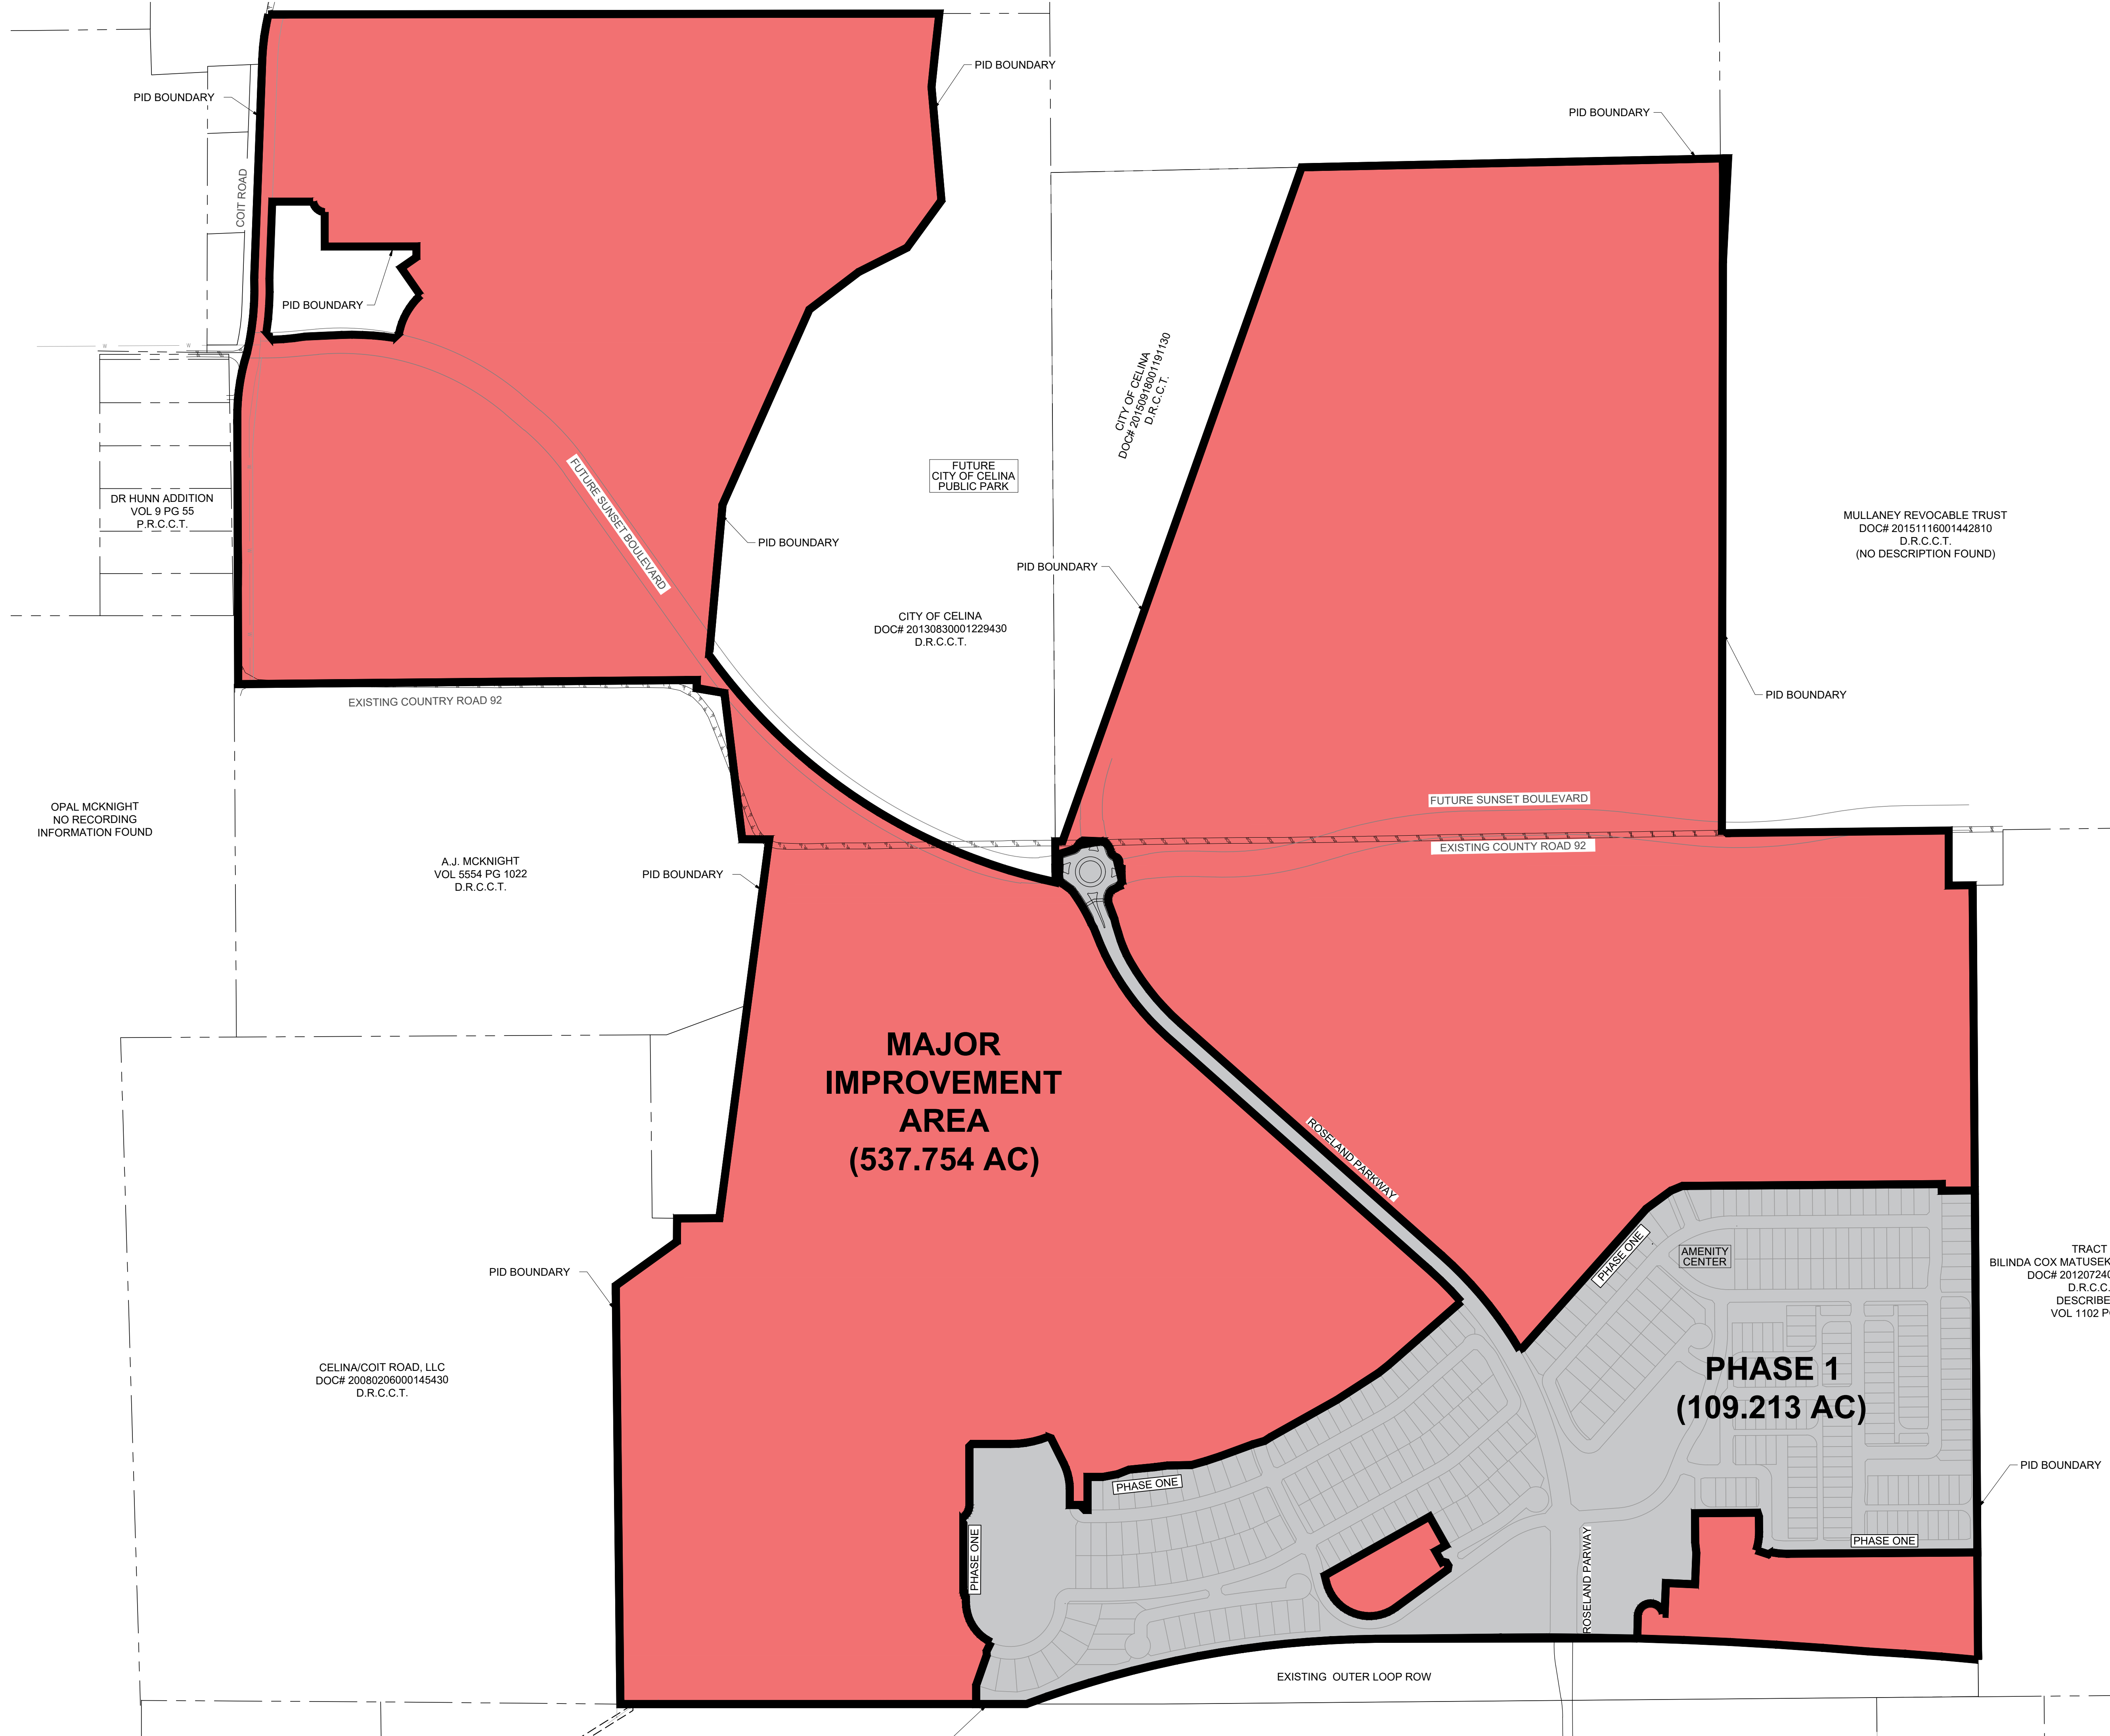 PID BOUNDARY
PID BOUNDARY
PID BOUNDARY
COIT ROAD
PID BOUNDARY
CITY OF CELINA
DOC# 20150918001191130
D.R.C.C.T.
FUTURE
CITY OF CELINA
PUBLIC PARK
FUTURE SUNSET BOULEVARD
DR HUNN ADDITION
VOL 9 PG 55
P.R.C.C.T.
MULLANEY REVOCABLE TRUST
DOC# 20151116001442810
D.R.C.C.T.
(NO DESCRIPTION FOUND)
PID BOUNDARY
PID BOUNDARY
CITY OF CELINA
DOC# 20130830001229430
D.R.C.C.T.
PID BOUNDARY
EXISTING COUNTRY ROAD 92
OPAL MCKNIGHT
NO RECORDING
INFORMATION FOUND
FUTURE SUNSET BOULEVARD
EXISTING COUNTY ROAD 92
A.J. MCKNIGHT
VOL 5554 PG 1022
D.R.C.C.T.
PID BOUNDARY
MAJOR
IMPROVEMENT
AREA
(537.754 AC)
ROSELAND PARKWAY
PHASE ONE
AMENITY
CENTER
TRACT
BILINDA COX MATUSEK
DOC# 20120724
D.R.C.C.
DESCRIBE
VOL 1102 P
PID BOUNDARY
CELINA/COIT ROAD, LLC
DOC# 20080206000145430
D.R.C.C.T.
PHASE 1
(109.213 AC)
PID BOUNDARY
PHASE ONE
PHASE ONE
PHASE ONE
ROSELAND PARWAY
EXISTING OUTER LOOP ROW